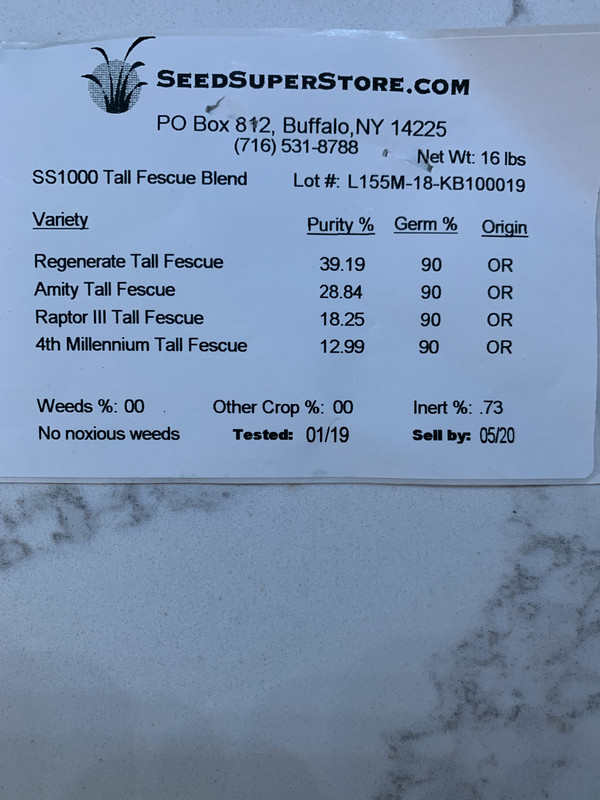 SEEDSUPERSTORE.COM
PO Box 812, Buffalo,NY 14225
(716) 531-8788
Net Wt: 16 lbs
SS1000 Tall Fescue Blend Lot #: L155M-18-KB100019
Variety Purity % Germ % Origin
Regenerate Tall Fescue 39.19 90 OR
Amity Tall Fescue 28.84 90 OR
Raptor III Tall Fescue 18.25 90 OR
4th Millennium Tall Fescue 12.99 90 OR
Weeds %: 00 Other Crop %: 00 Inert %: .73
No noxious weeds Tested: 01/19 Sell by: 05/20